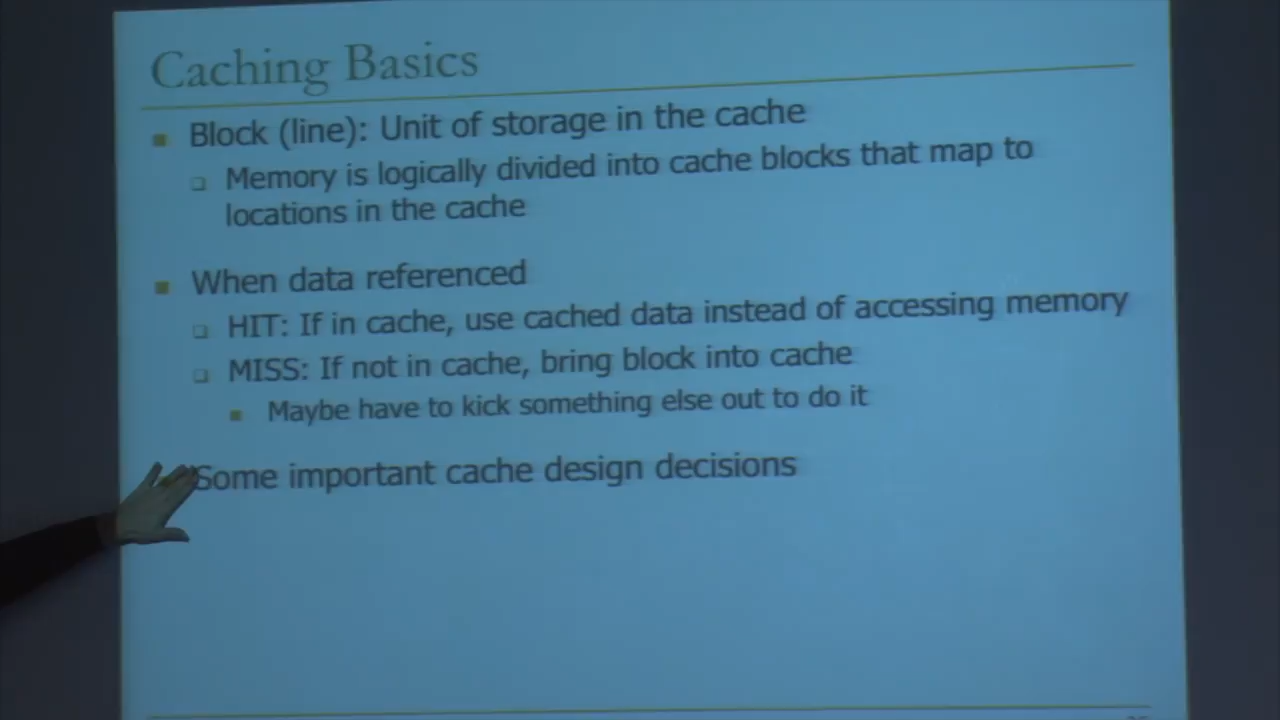 Caching Basics
Block (line): Unit of storage in the cache
Memory is logically divided into cache blocks that map to
locations in the cache
When data referenced
HIT: If in cache, use cached data instead of accessing memory
MISS: If not in cache, bring block into cache
Maybe have to kick something else out to do it
Some important cache design decisions